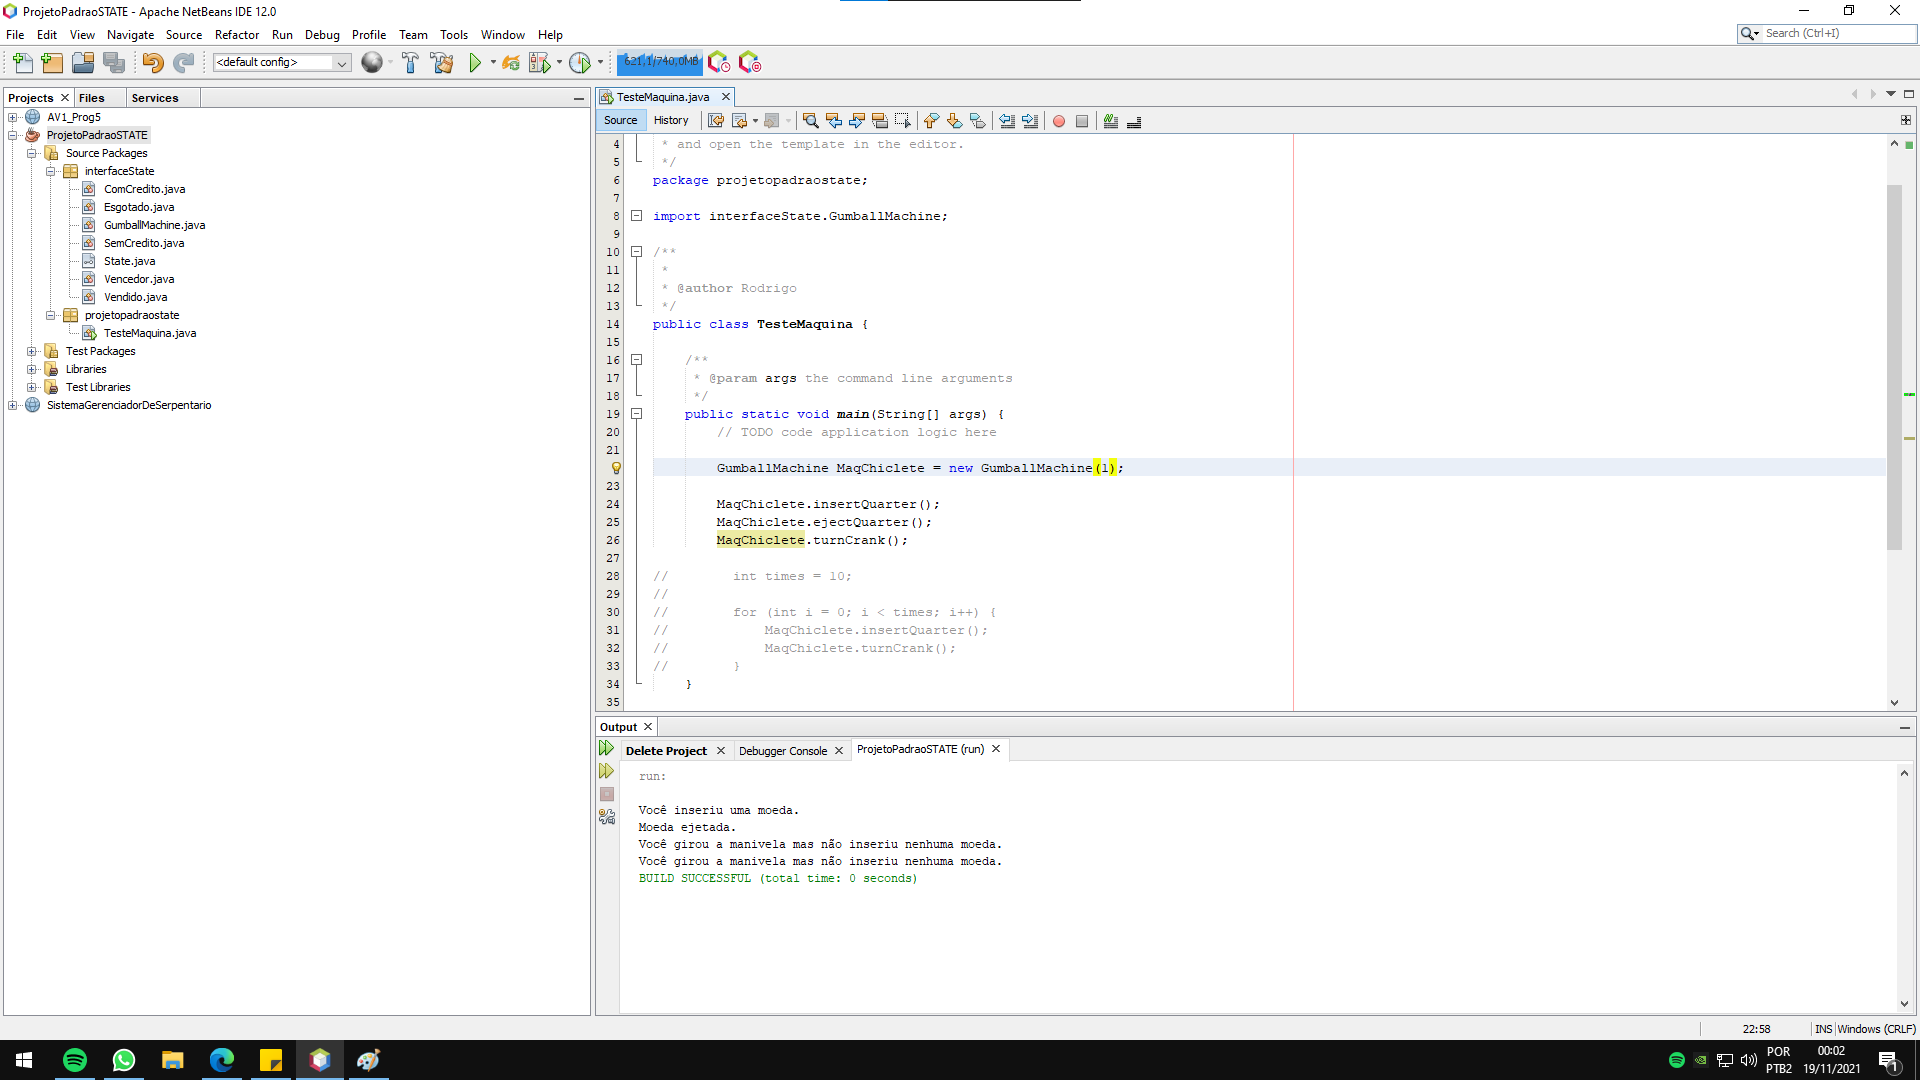 ProjetoPadraoSTATE - Apache NetBeans IDE 12.0
File Edit View Navigate Source Refactor Run Debug Profile Team Tools Window Help
Search (Ctrl+I)
<default config>
621,1/740,0MB
Projects Files Services
AV1_Prog5
ProjetoPadraoSTATE
Source Packages
interfaceState
ComCredito.java
Esgotado.java
GumballMachine.java
SemCredito.java
State.java
Vencedor.java
Vendido.java
projetopadraostate
TesteMaquina.java
Test Packages
Libraries
Test Libraries
SistemaGerenciadorDeSerpentario
TesteMaquina.java
Source History
4 * and open the template in the editor.
5 */
6 package projetopadraostate;
7
8 import interfaceState.GumballMachine;
9
10 /**
11 *
12 * @author Rodrigo
13 */
14 public class TesteMaquina {
15
16 /**
17 * @param args the command line arguments
18 */
19 public static void main(String[] args) {
20 // TODO code application logic here
21
GumballMachine MaqChiclete = new GumballMachine(1);
23
24 MaqChiclete.insertQuarter();
25 MaqChiclete.ejectQuarter();
26 MaqChiclete.turnCrank();
27
28 // int times = 10;
29 //
30 // for (int i = 0; i < times; i++) {
31 // MaqChiclete.insertQuarter();
32 // MaqChiclete.turnCrank();
33 // }
34 }
35
Output
Delete Project Debugger Console ProjetoPadraoSTATE (run)
run:
Você inseriu uma moeda.
Moeda ejetada.
Você girou a manivela mas não inseriu nenhuma moeda.
Você girou a manivela mas não inseriu nenhuma moeda.
BUILD SUCCESSFUL (total time: 0 seconds)
22:58 INS Windows (CRLF)
POR 00:02
PTB2 19/11/2021
1